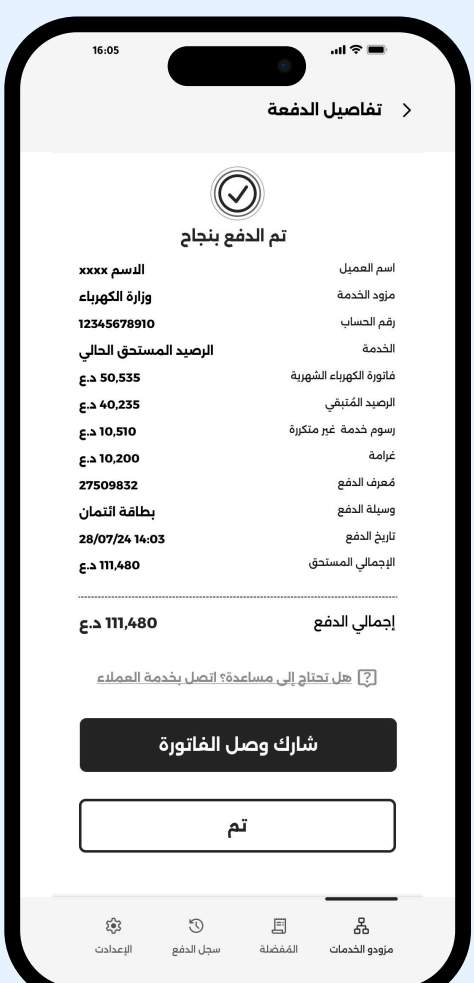 16:05
تفاصيل الدفعة
تم الدفع بنجاح
اسم العميل الاسم xxxx
مزود الخدمة وزارة الكهرباء
رقم الحساب 12345678910
الخدمة الرصيد المستحق الحالي
فاتورة الكهرباء الشهرية 50,535 د.ع
الرصيد المُتبقي 40,235 د.ع
رسوم خدمة غير متكررة 10,510 د.ع
غرامة 10,200 د.ع
مُعرف الدفع 27509832
وسيلة الدفع بطاقة ائتمان
تاريخ الدفع 28/07/24 14:03
الإجمالي المستحق 111,480 د.ع
إجمالي الدفع 111,480 د.ع
هل تحتاج إلى مساعدة؟ اتصل بخدمة العملاء
شارك وصل الفاتورة
تم
مزودو الخدمات المُفضلة سجل الدفع الإعدادت